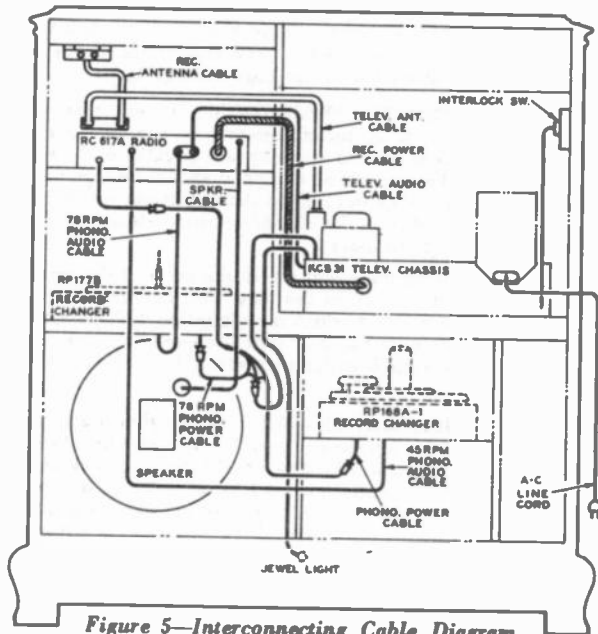 REC.
ANTENNA CABLE
INTERLOCK SW.
TELEV. ANT.
CABLE
RC 617A RADIO
REC. POWER
CABLE
SPKR.
CABLE
TELEV. AUDIO
CABLE
78 RPM
PHONO.
AUDIO
CABLE
KCS 31 TELEV. CHASSIS
RP177B
RECORD
CHANGER
78 RPM
PHONO.
POWER
CABLE
RP168A-1
RECORD CHANGER
SPEAKER
45 RPM
PHONO.
AUDIO
CABLE
A-C
LINE
CORD
PHONO. POWER
CABLE
JEWEL LIGHT
Figure 5—Interconnecting Cable Diagram